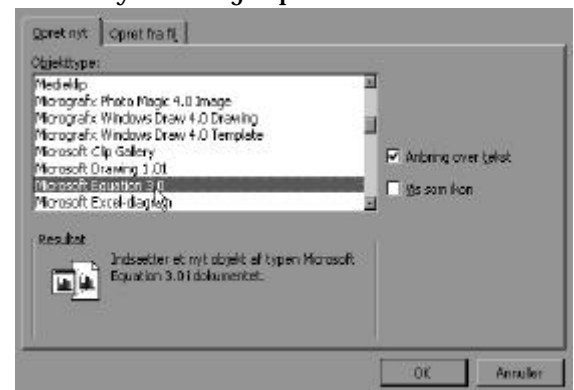 Opret nyt
Opret fra fil
Objekttype:
Medieklip
Micrografx Photo Magic 4.0 Image
Micrografx Windows Draw 4.0 Drawing
Micrografx Windows Draw 4.0 Template
Microsoft Clip Gallery
Microsoft Drawing 1.01
Microsoft Equation 3.0
Microsoft Excel-diagram
Anbring over tekst
Vis som ikon
Resultat
Indsætter et nyt objekt af typen Microsoft
Equation 3.0 i dokumentet.
OK
Annuller